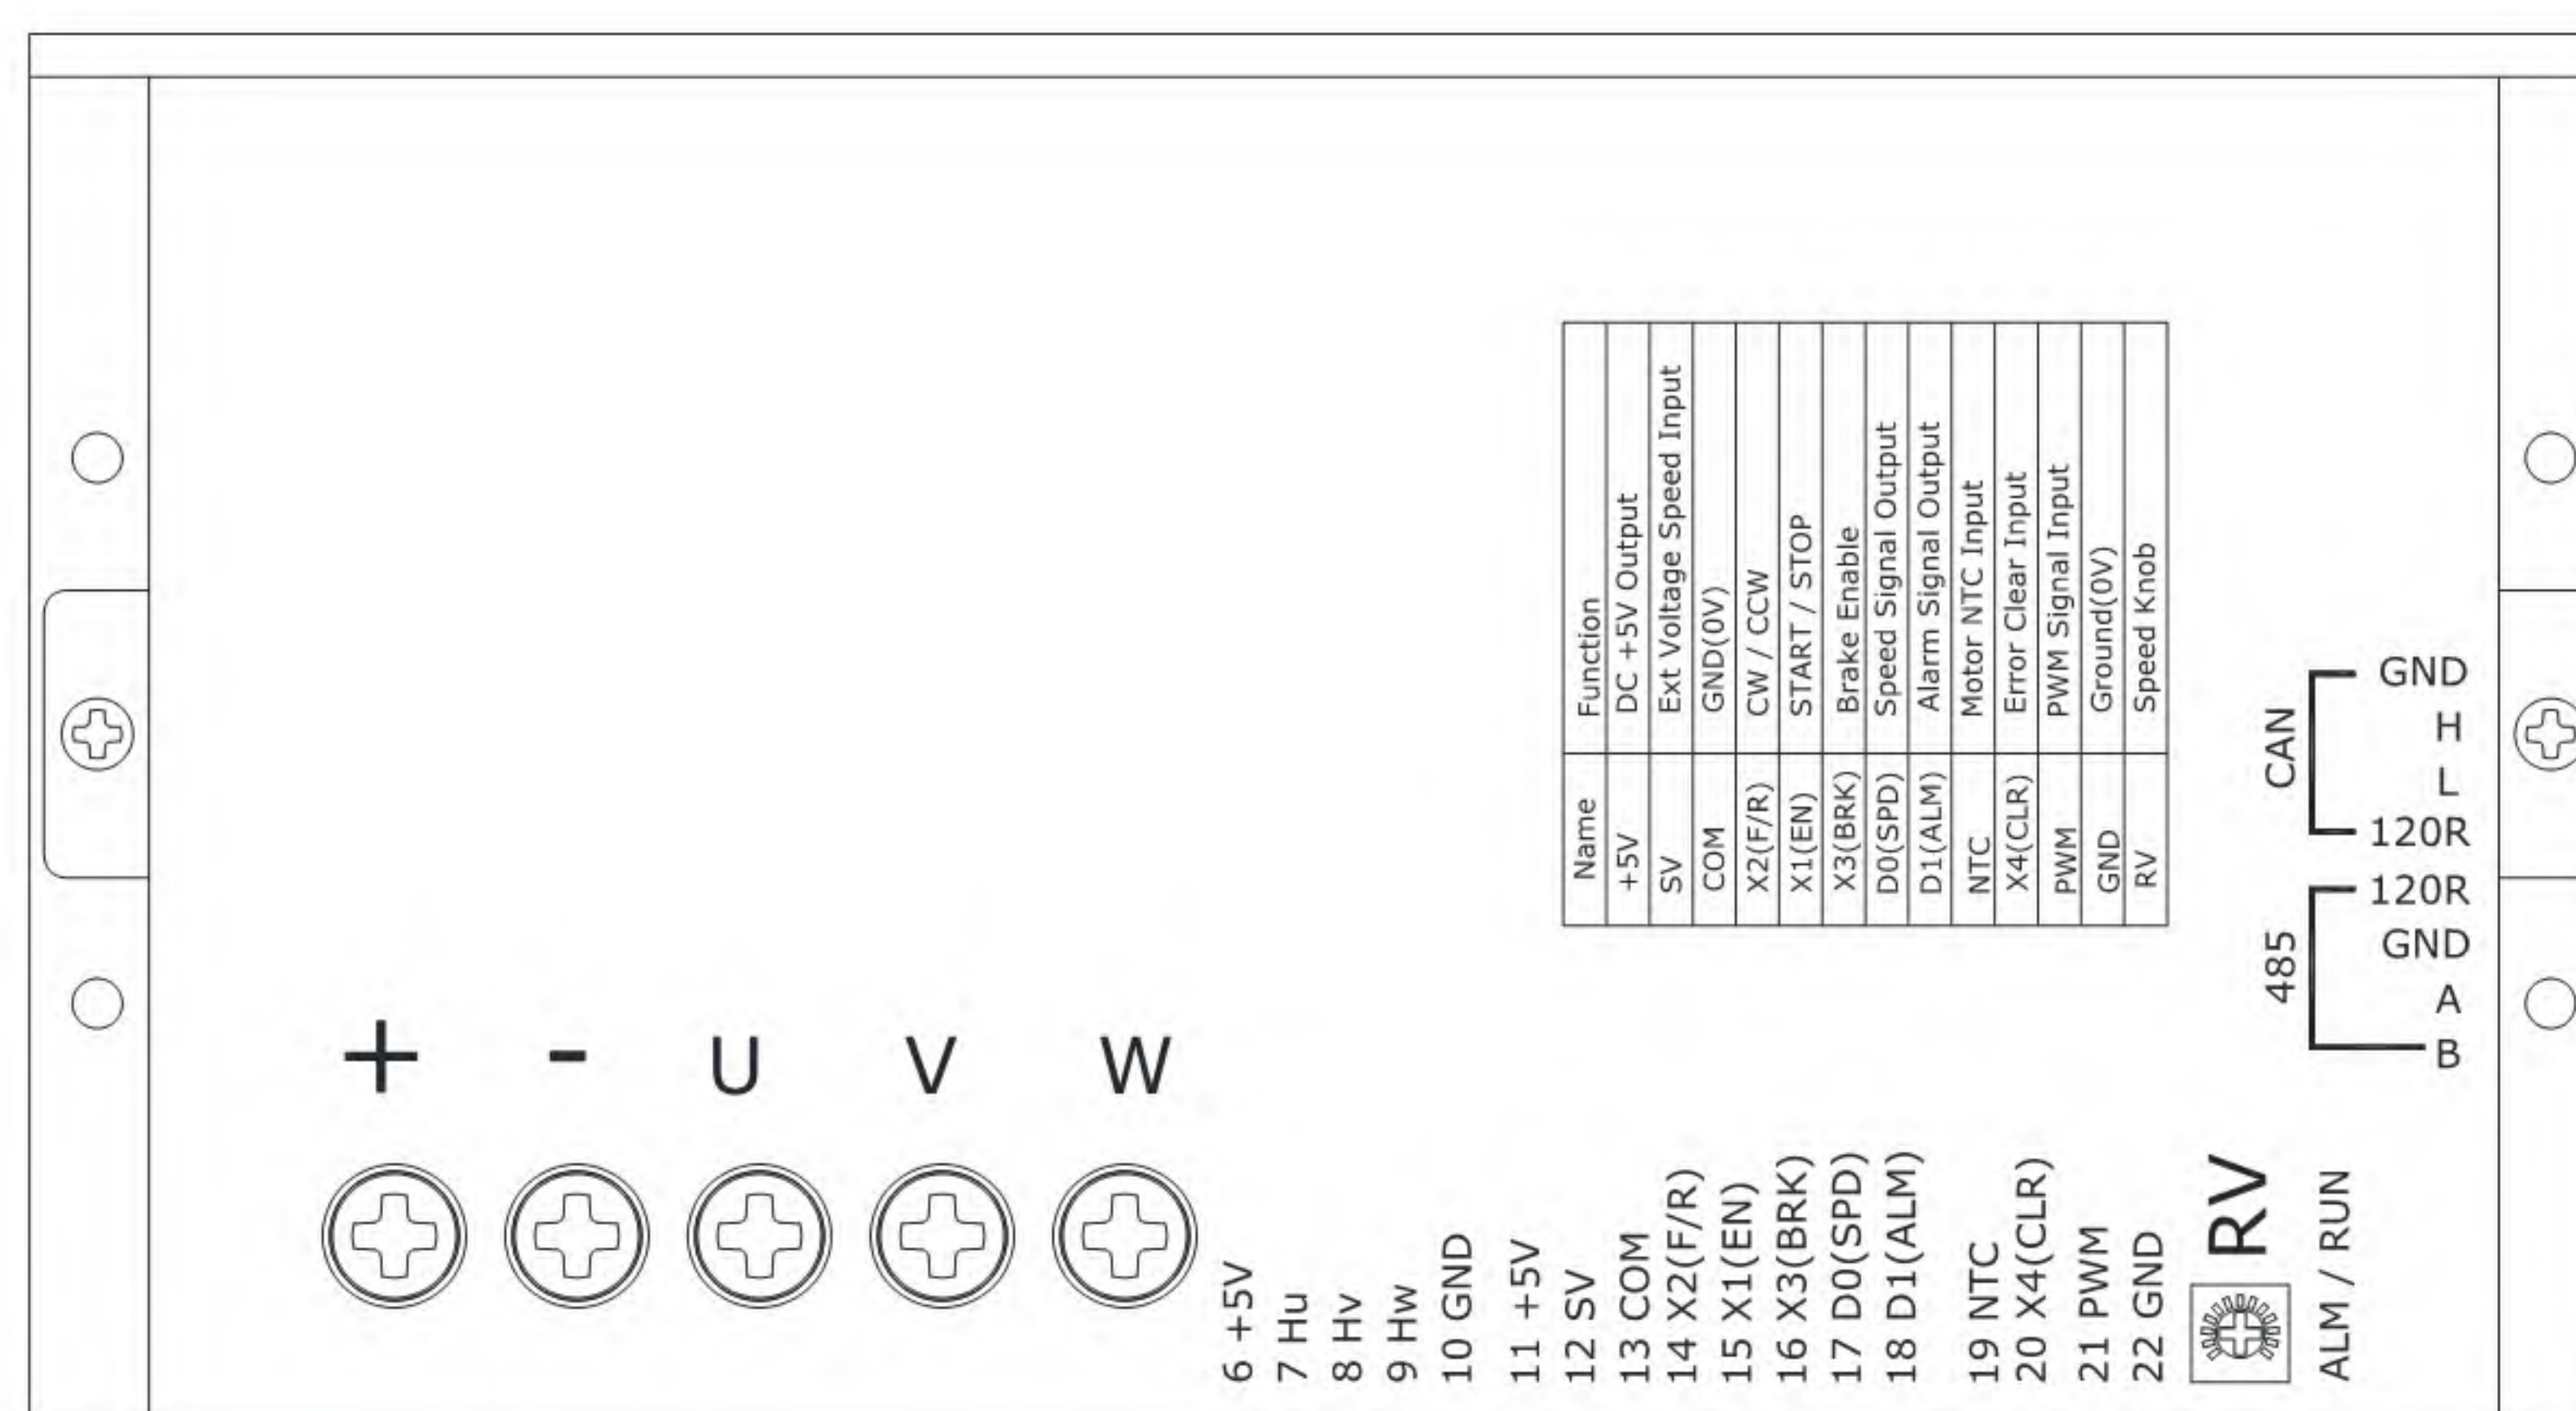 Name Function
+5V DC +5V Output
SV Ext Voltage Speed Input
COM GND(0V)
X2(F/R) CW / CCW
X1(EN) START / STOP
X3(BRK) Brake Enable
D0(SPD) Speed Signal Output
D1(ALM) Alarm Signal Output
NTC Motor NTC Input
X4(CLR) Error Clear Input
PWM PWM Signal Input
GND Ground(0V)
RV Speed Knob
CAN
GND
H
L
120R
485
120R
GND
A
B
+ - U V W
6 +5V
7 Hu
8 Hv
9 Hw
10 GND
11 +5V
12 SV
13 COM
14 X2(F/R)
15 X1(EN)
16 X3(BRK)
17 D0(SPD)
18 D1(ALM)
19 NTC
20 X4(CLR)
21 PWM
22 GND
RV
ALM / RUN